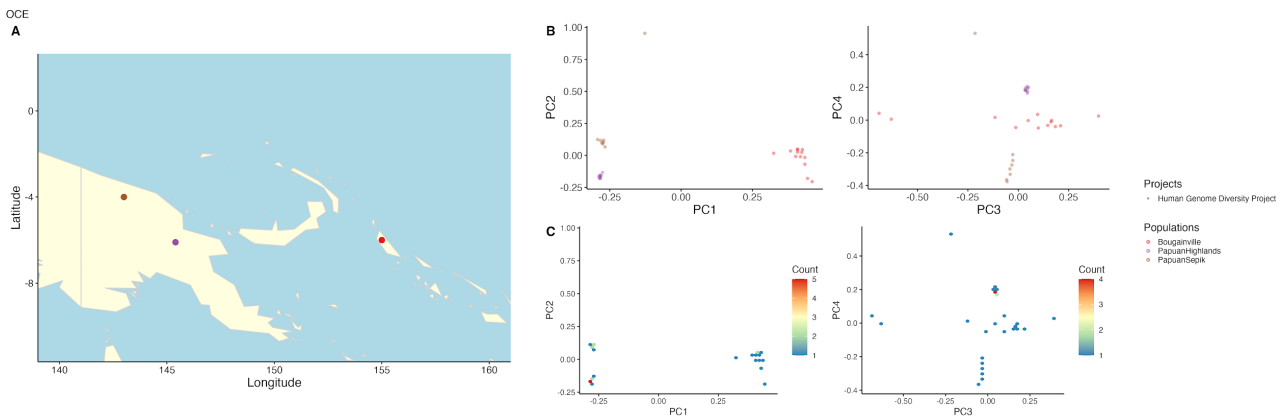 OCE
A
0
-4
-8
140
145
150
155
160
Longitude
Latitude
B
1.00
0.75
0.50
0.25
0.00
-0.25
PC2
-0.25
0.00
0.25
PC1
0.4
0.2
0.0
-0.2
-0.4
PC4
-0.50
-0.25
0.00
0.25
PC3
C
1.00
0.75
0.50
0.25
0.00
-0.25
PC2
-0.25
0.00
0.25
0.50
PC1
Count
5
4
3
2
1
0.4
0.2
0.0
-0.2
-0.4
PC4
-0.50
-0.25
0.00
0.25
PC3
Count
4
3
2
1
Projects
Human Genome Diversity Project
Populations
Bougainville
PapuanHighlands
PapuanSepik